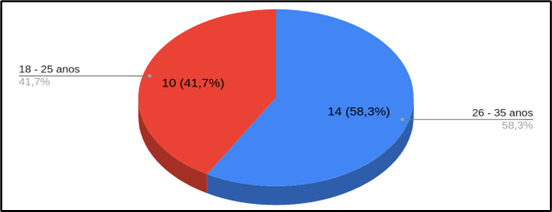 18 - 25 anos
41,7%
10 (41,7%)
14 (58,3%)
26 - 35 anos
58,3%